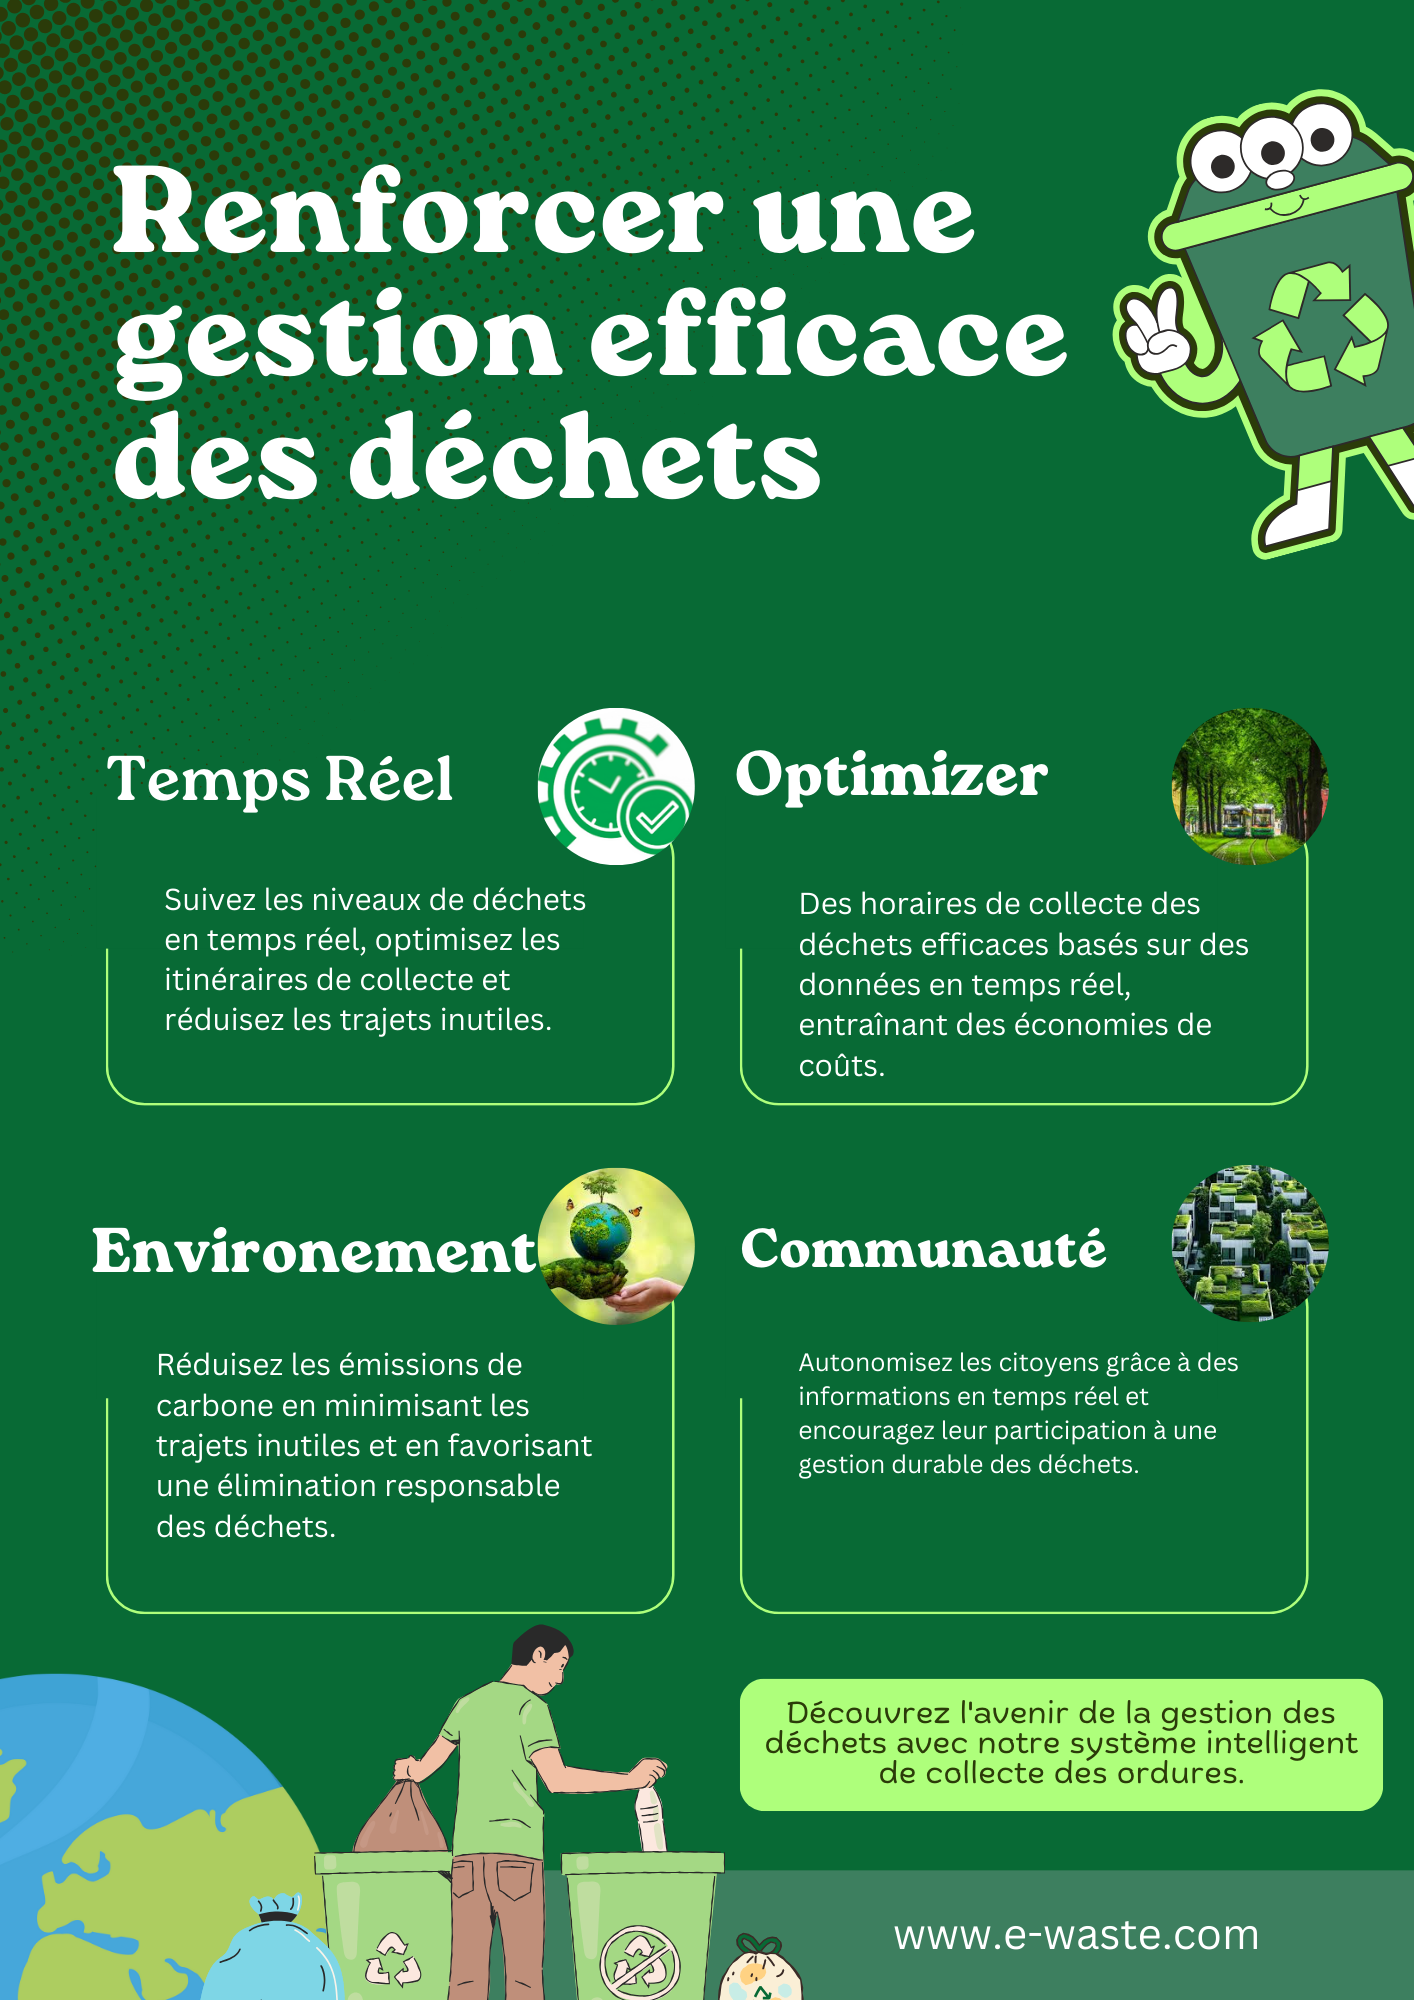 Renforcer une
gestion efficace
des déchets
Temps Réel
Suivez les niveaux de déchets
en temps réel, optimisez les
itinéraires de collecte et
réduisez les trajets inutiles.
Optimizer
Des horaires de collecte des
déchets efficaces basés sur des
données en temps réel,
entraînant des économies de
coûts.
Environement
Réduisez les émissions de
carbone en minimisant les
trajets inutiles et en favorisant
une élimination responsable
des déchets.
Communauté
Autonomisez les citoyens grâce à des
informations en temps réel et
encouragez leur participation à une
gestion durable des déchets.
Découvrez l'avenir de la gestion des
déchets avec notre système intelligent
de collecte des ordures.
www.e-waste.com